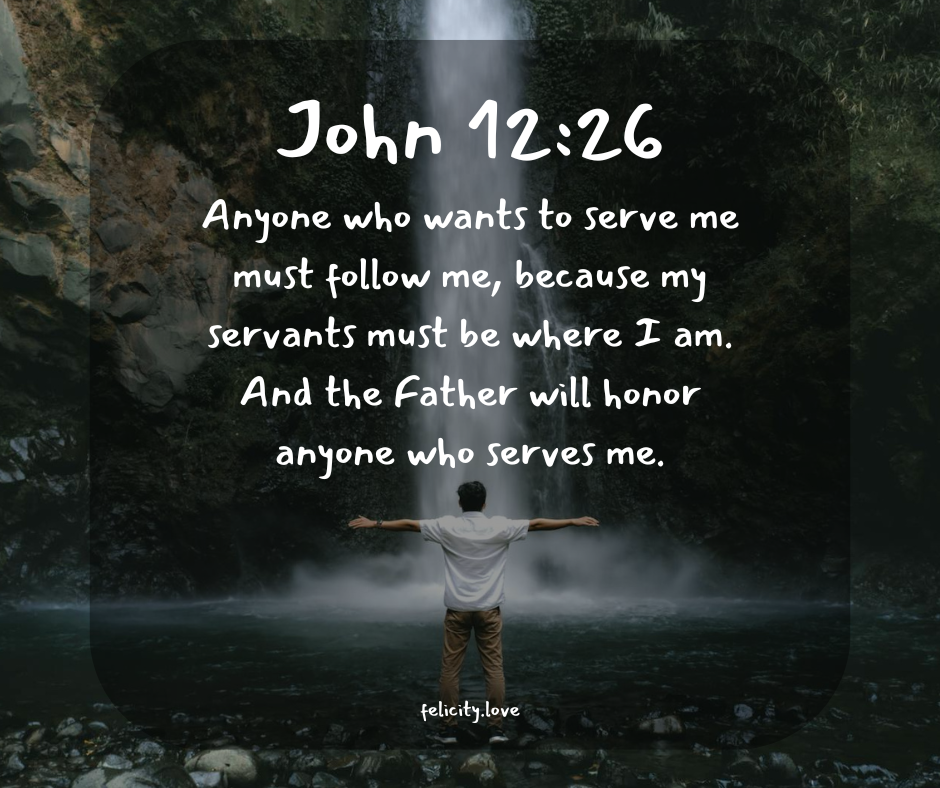 John 12:26
Anyone who wants to serve me
must follow me, because my
servants must be where I am.
And the Father will honor
anyone who serves me.
felicity.love